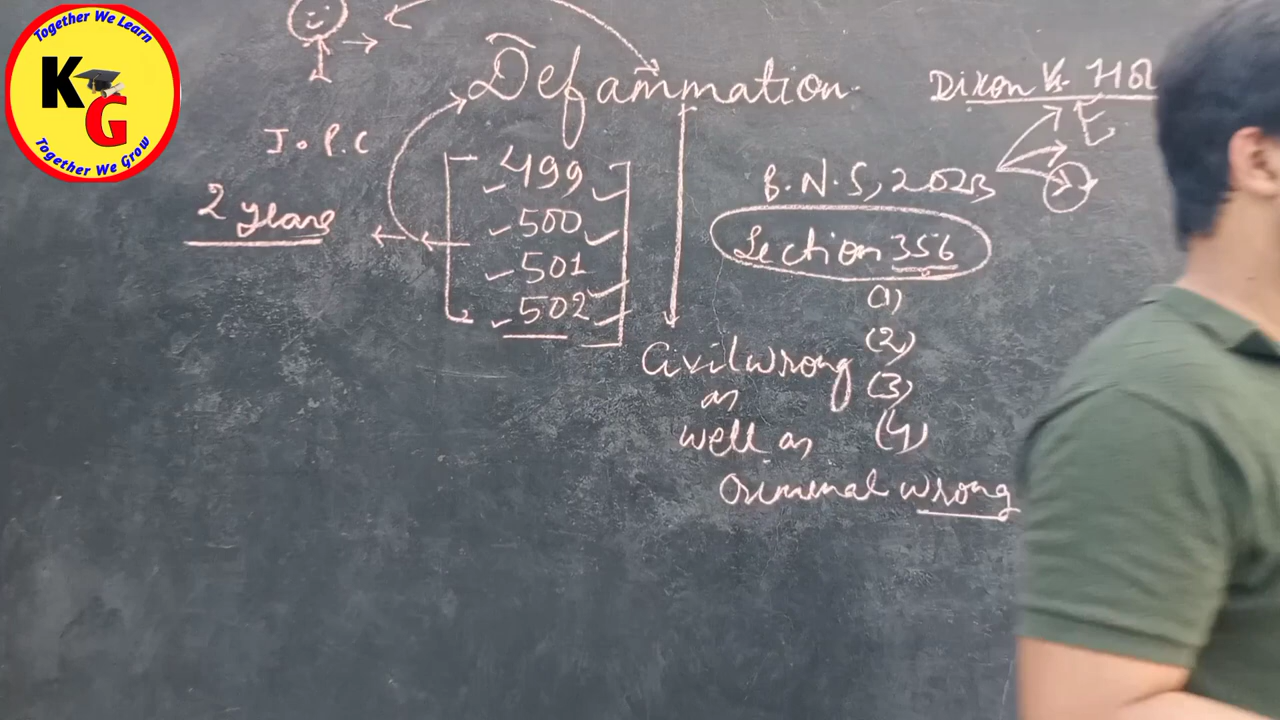 Together We Learn
K G
Together We Grow
Defammation
Dixon Vs.
E
I.P.C
499
500
501
502
2 years
B.N.S, 2023
Section 356
(1)
(2)
(3)
(4)
Civil wrong
as
well as
Criminal wrong